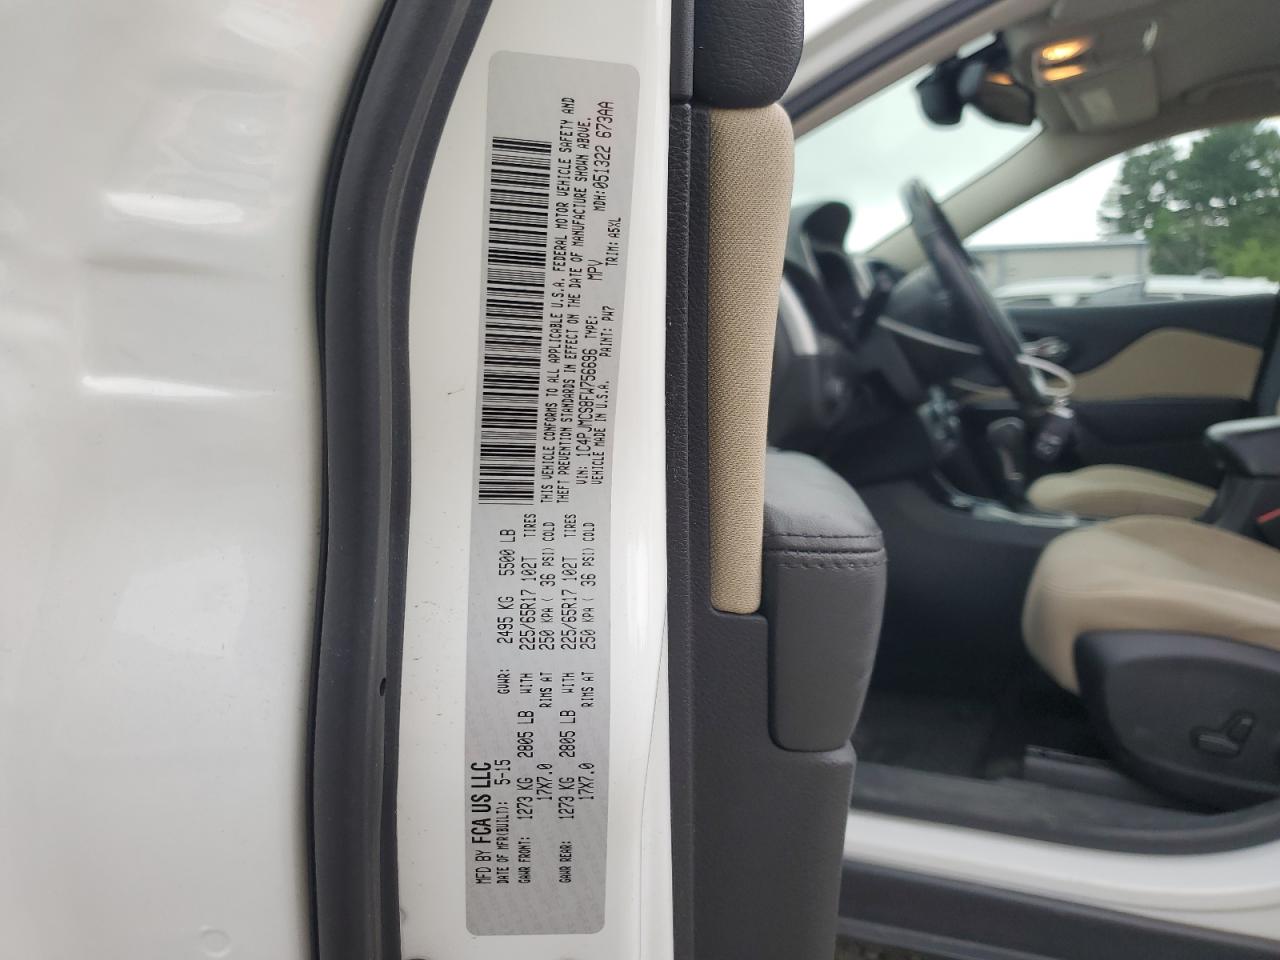 MFD BY FCA US LLC
DATE OF MFR(BUILT): 5-15 GVWR: 2495 KG 5500 LB
GAWR FRONT: 1273 KG 2805 LB WITH 225/65R17 102T TIRES
17X7.0 RIMS AT 250 KPA ( 36 PSI) COLD
GAWR REAR: 1273 KG 2805 LB WITH 225/65R17 102T TIRES
17X7.0 RIMS AT 250 KPA ( 36 PSI) COLD
THIS VEHICLE CONFORMS TO ALL APPLICABLE U.S.A. FEDERAL MOTOR VEHICLE SAFETY AND
THEFT PREVENTION STANDARDS IN EFFECT ON THE DATE OF MANUFACTURE SHOWN ABOVE.
VIN: 1C4PJMCS8FW756696 TYPE: MPV MDH:051322 673AA
VEHICLE MADE IN U.S.A. PAINT: PW7 TRIM: A5XL